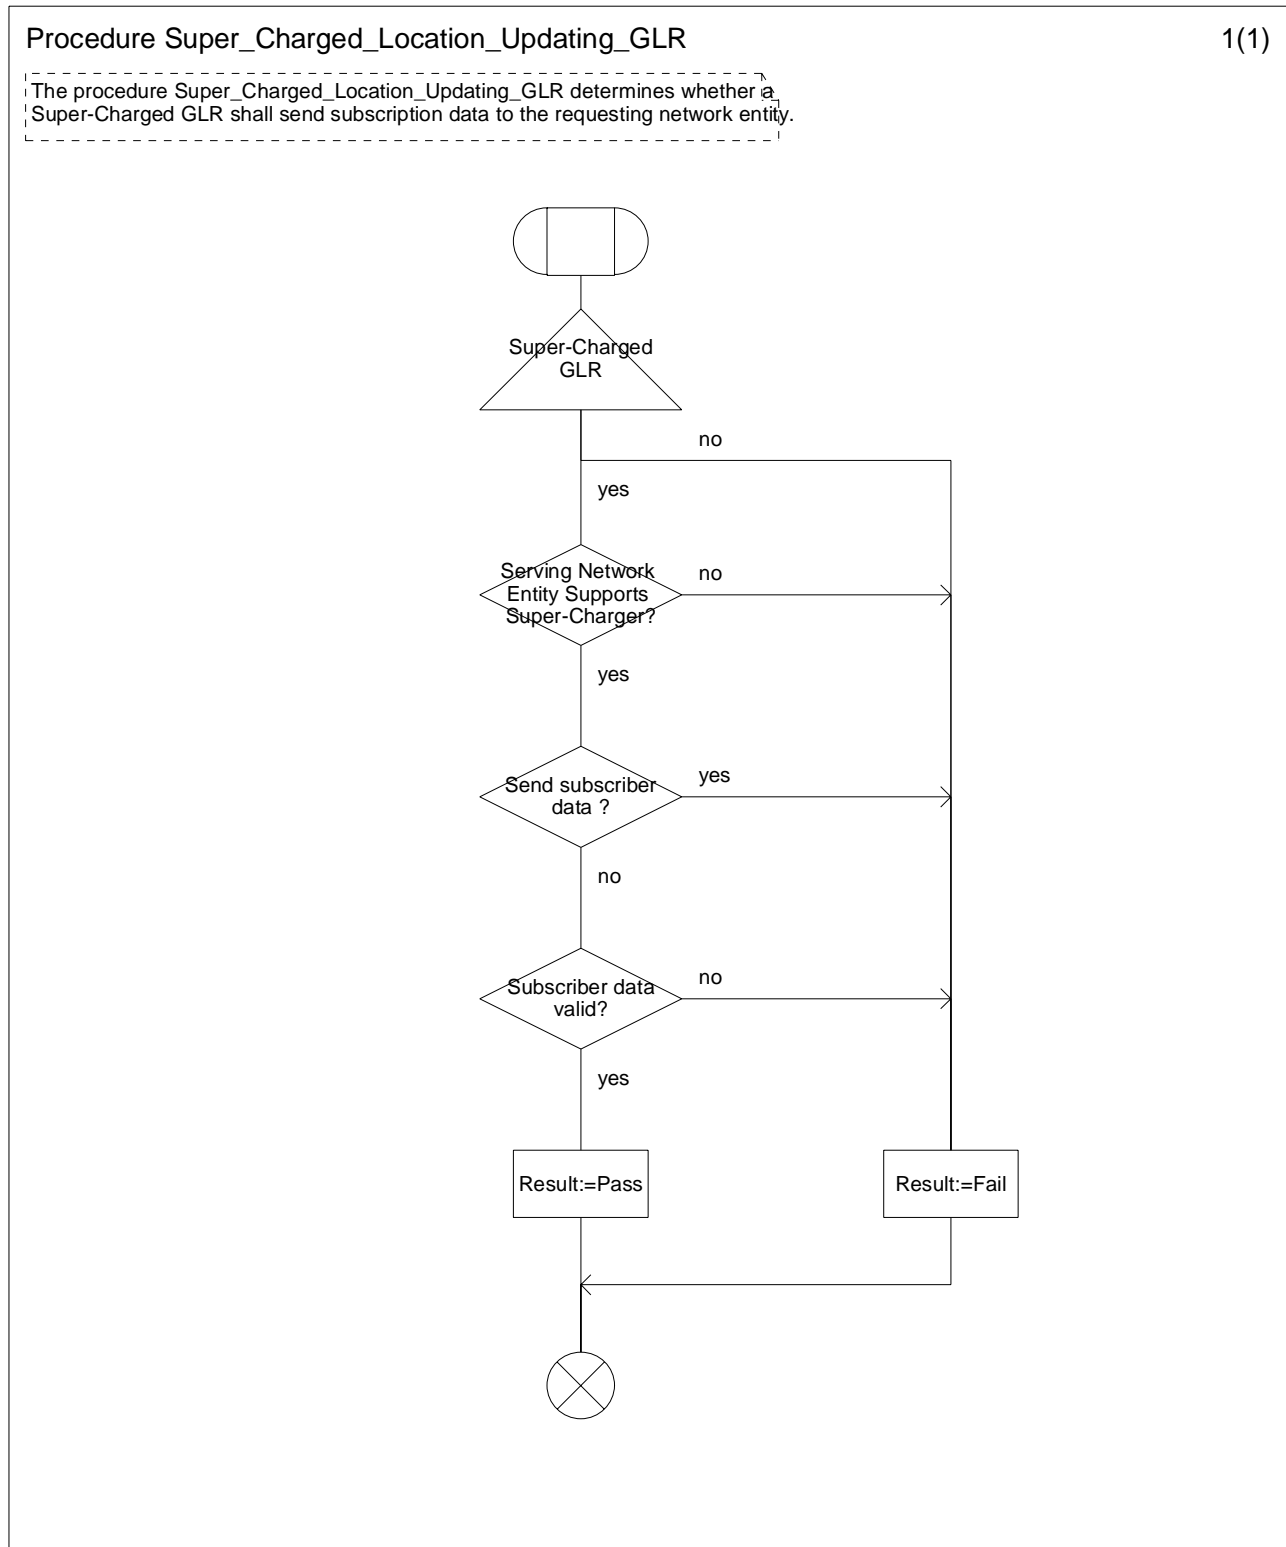 Procedure Super_Charged_Location_Updating_GLR
1(1)
The procedure Super_Charged_Location_Updating_GLR determines whether a
Super-Charged GLR shall send subscription data to the requesting network entity.
Super-Charged
GLR
no
yes
Serving Network
Entity Supports
Super-Charger?
no
yes
Send subscriber
data ?
yes
no
Subscriber data
valid?
no
yes
Result:=Pass
Result:=Fail